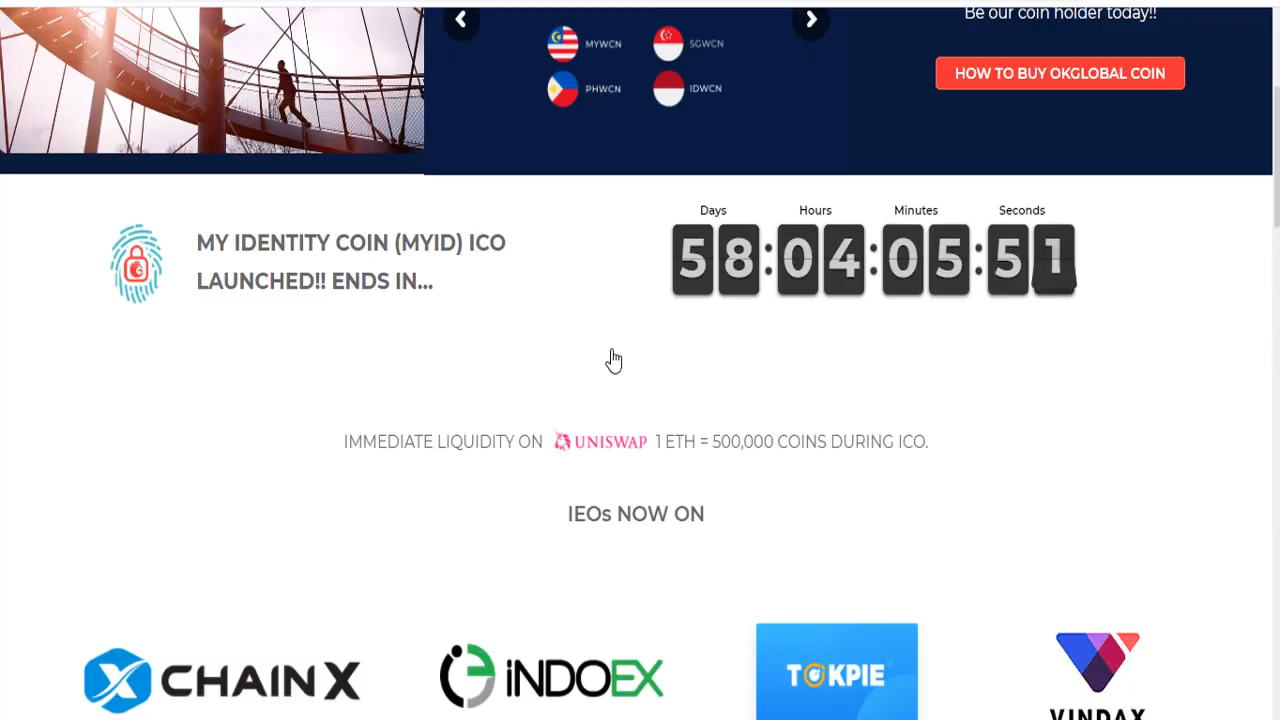 Be our coin holder today!!
MYWCN SGWCN
HOW TO BUY OKGLOBAL COIN
PHWCN IDWCN
Days Hours Minutes Seconds
MY IDENTITY COIN (MYID) ICO
LAUNCHED!! ENDS IN...
58:04:05:51
IMMEDIATE LIQUIDITY ON UNISWAP 1 ETH = 500,000 COINS DURING ICO.
IEOs NOW ON
CHAINX
iNDOEX
TOKPIE
VINDAX